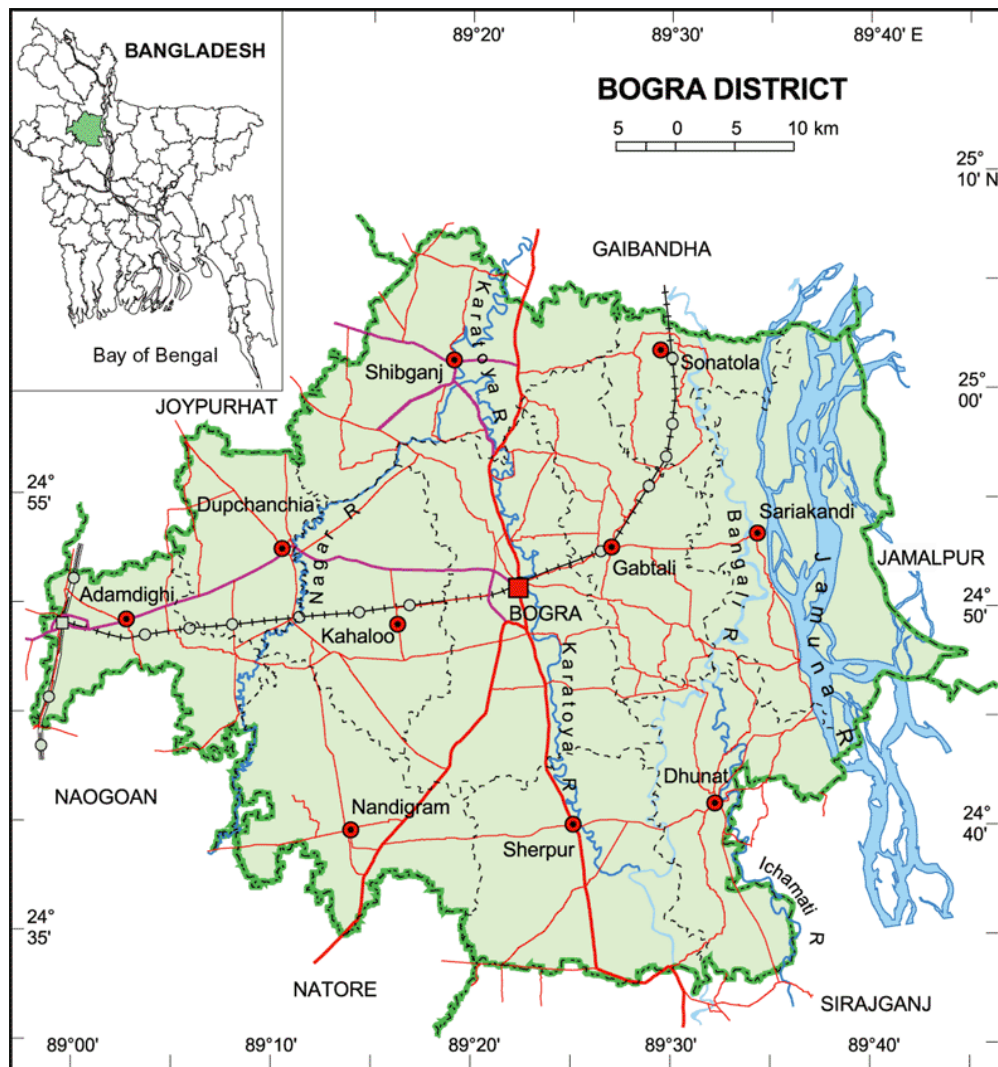 89°20'
89°30'
89°40' E
BANGLADESH
Bay of Bengal
BOGRA DISTRICT
5 0 5 10 km
25°
10' N
GAIBANDHA
Karatoya R
Shibganj
Sonatola
25°
00'
JOYPURHAT
24°
55'
Dupchanchia
Nagar R
Bangali R
Sariakandi
Jamuna R
JAMALPUR
Gabtali
Adamdighi
BOGRA
Kahaloo
24°
50'
Karatoya R
Dhunat
NAOGOAN
Nandigram
Sherpur
24°
40'
Ichamati R
24°
35'
NATORE
SIRAJGANJ
89°00'
89°10'
89°20'
89°30'
89°40'